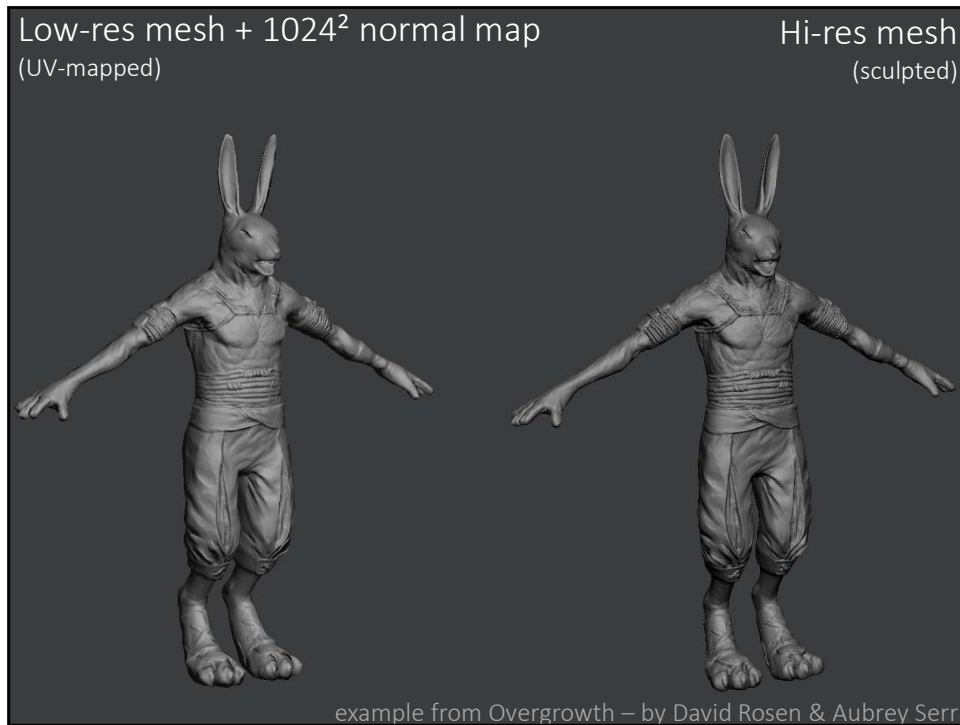 Low-res mesh + 1024² normal map
(UV-mapped)
Hi-res mesh
(sculpted)
example from Overgrowth – by David Rosen & Aubrey Serr